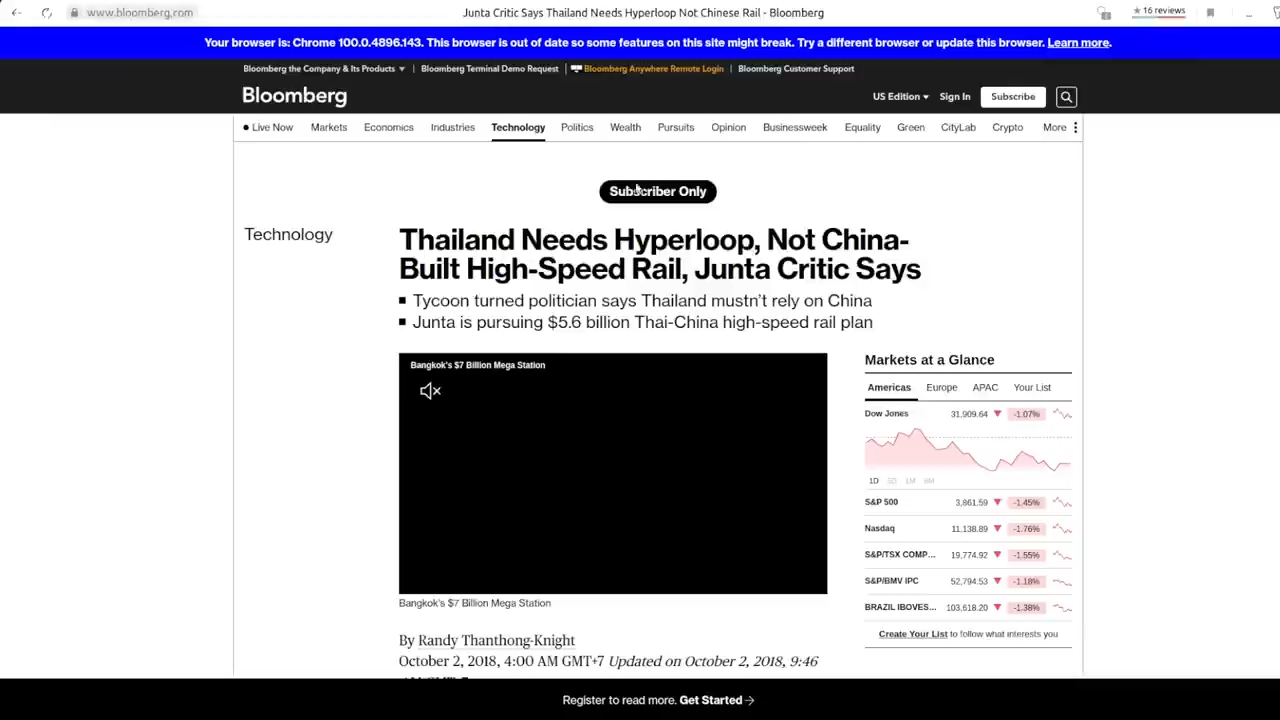 www.bloomberg.com
Junta Critic Says Thailand Needs Hyperloop Not Chinese Rail - Bloomberg
★ 16 reviews
Your browser is: Chrome 100.0.4896.143. This browser is out of date so some features on this site might break. Try a different browser or update this browser. Learn more.
Bloomberg the Company & Its Products ▼ | Bloomberg Terminal Demo Request | Bloomberg Anywhere Remote Login | Bloomberg Customer Support
Bloomberg
US Edition ▾ Sign In Subscribe
Live Now Markets Economics Industries Technology Politics Wealth Pursuits Opinion Businessweek Equality Green CityLab Crypto More
Subscriber Only
Technology
Thailand Needs Hyperloop, Not China-
Built High-Speed Rail, Junta Critic Says
Tycoon turned politician says Thailand mustn't rely on China
Junta is pursuing $5.6 billion Thai-China high-speed rail plan
Bangkok's $7 Billion Mega Station
Bangkok's $7 Billion Mega Station
By Randy Thanthong-Knight
October 2, 2018, 4:00 AM GMT+7 Updated on October 2, 2018, 9:46
Markets at a Glance
Americas Europe APAC Your List
Dow Jones 31,909.64 ▼ -1.07%
1D 5D 1M 6M
S&P 500 3,861.59 ▼ -1.45%
Nasdaq 11,138.89 ▼ -1.76%
S&P/TSX COMP... 19,774.92 ▼ -1.55%
S&P/BMV IPC 52,794.53 ▼ -1.18%
BRAZIL IBOVES... 103,618.20 ▼ -1.38%
Create Your List to follow what interests you
Register to read more. Get Started →